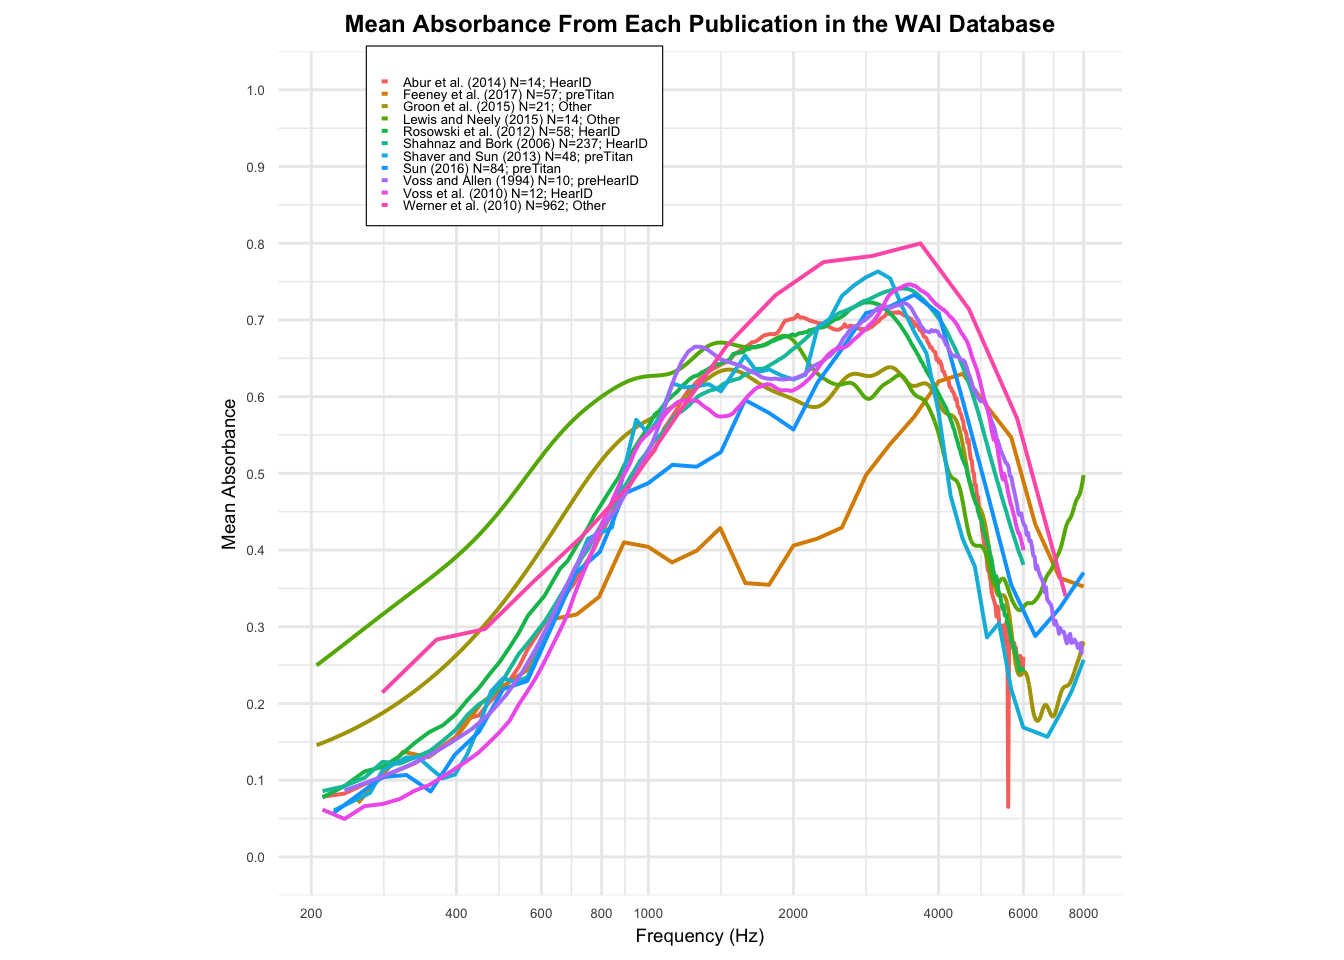 Mean Absorbance From Each Publication in the WAI Database
Abur et al. (2014) N=14; HearID
Feeney et al. (2017) N=57; preTitan
Groon et al. (2015) N=21; Other
Lewis and Neely (2015) N=14; Other
Rosowski et al. (2012) N=58; HearID
Shahnaz and Bork (2006) N=237; HearID
Shaver and Sun (2013) N=48; preTitan
Sun (2016) N=84; preTitan
Voss and Allen (1994) N=10; preHearID
Voss et al. (2010) N=12; HearID
Werner et al. (2010) N=962; Other
1.0
0.9
0.8
0.7
0.6
0.5
0.4
0.3
0.2
0.1
0.0
Mean Absorbance
200 400 600 800 1000 2000 4000 6000 8000
Frequency (Hz)